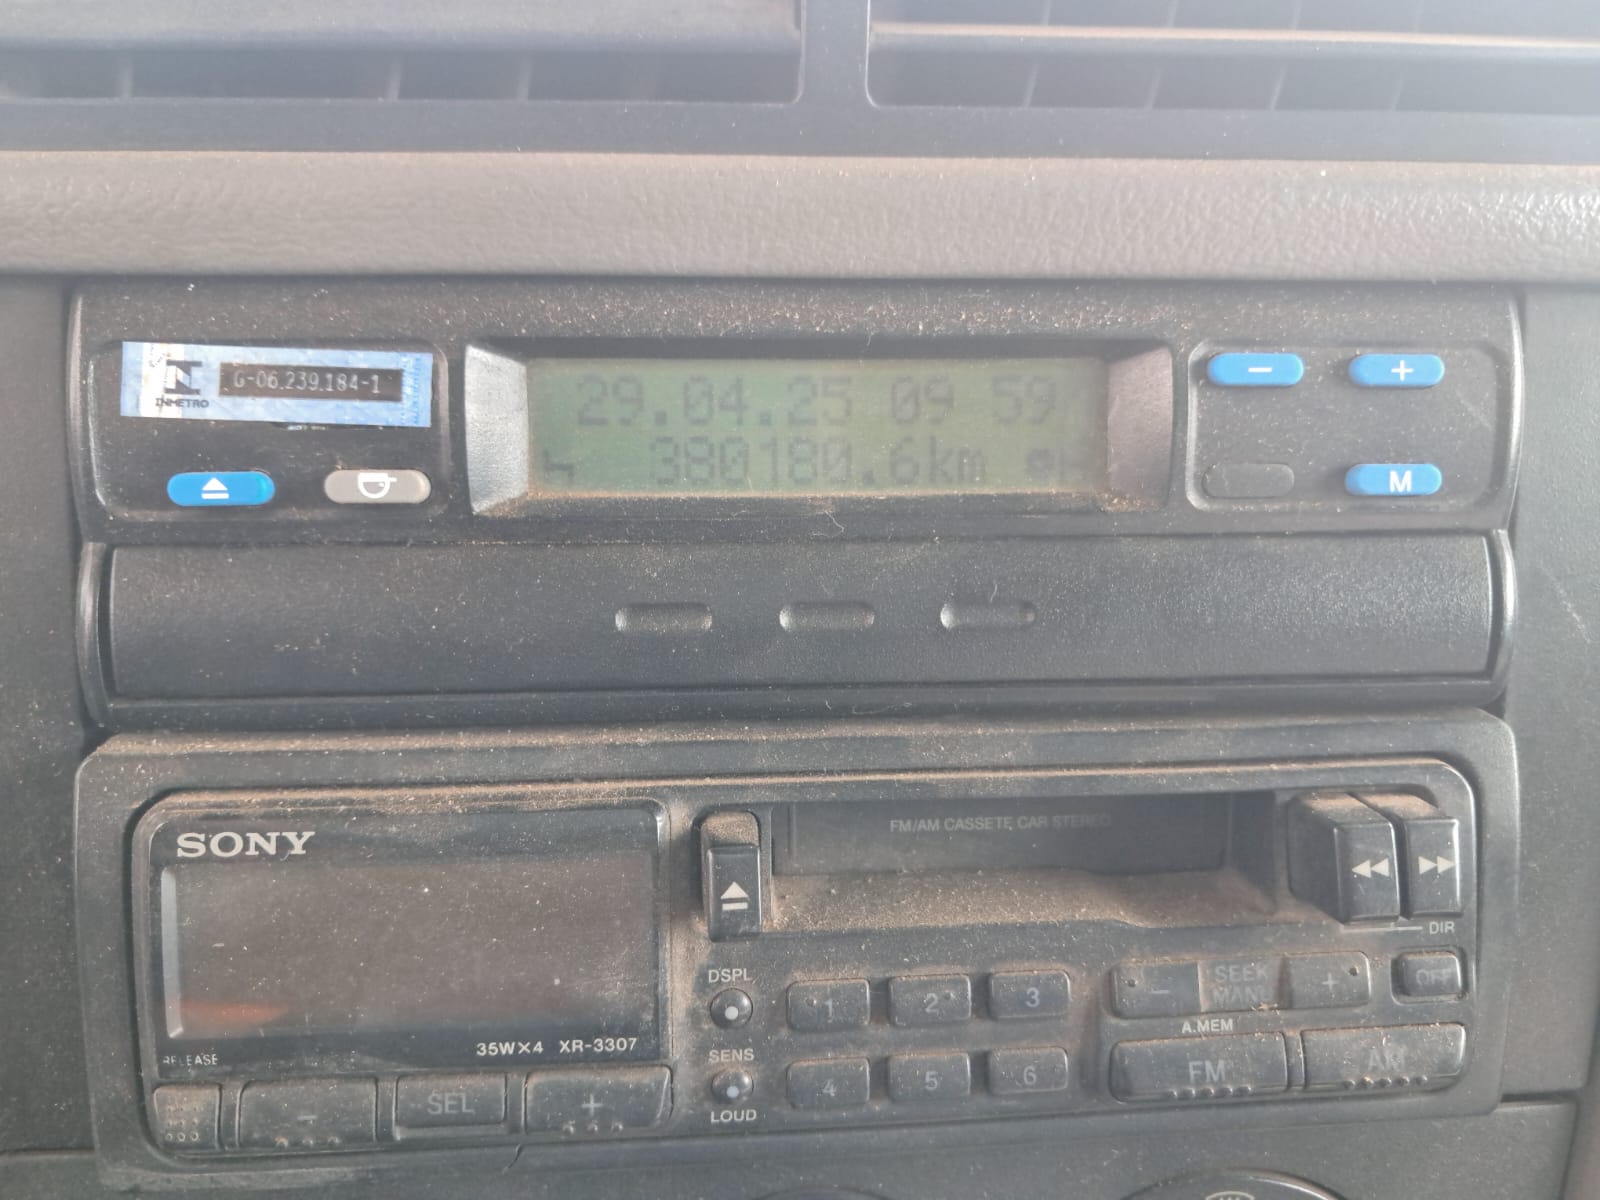 INMETRO
G-06.239.184-1
29.04.25 09 59
380180.6km
− +
M
SONY
FM/AM CASSETE CAR STEREO
DIR
DSPL
1 2 3
− SEEK MANL +
OFF
A.MEM
35W×4 XR-3307
RELEASE
SENS
LOUD
4 5 6
FM AM
− SEL +